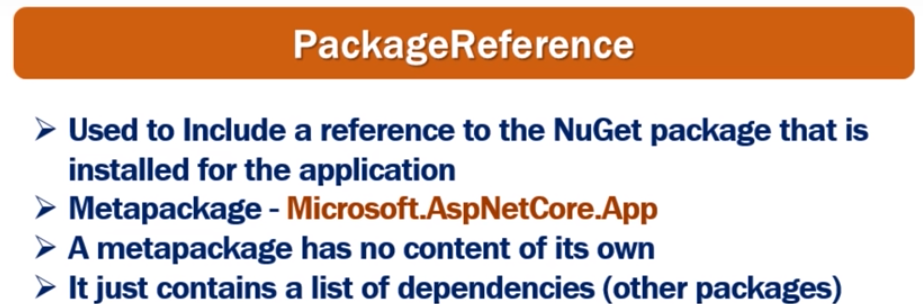 PackageReference
➢ Used to Include a reference to the NuGet package that is
installed for the application
➢ Metapackage - Microsoft.AspNetCore.App
➢ A metapackage has no content of its own
➢ It just contains a list of dependencies (other packages)